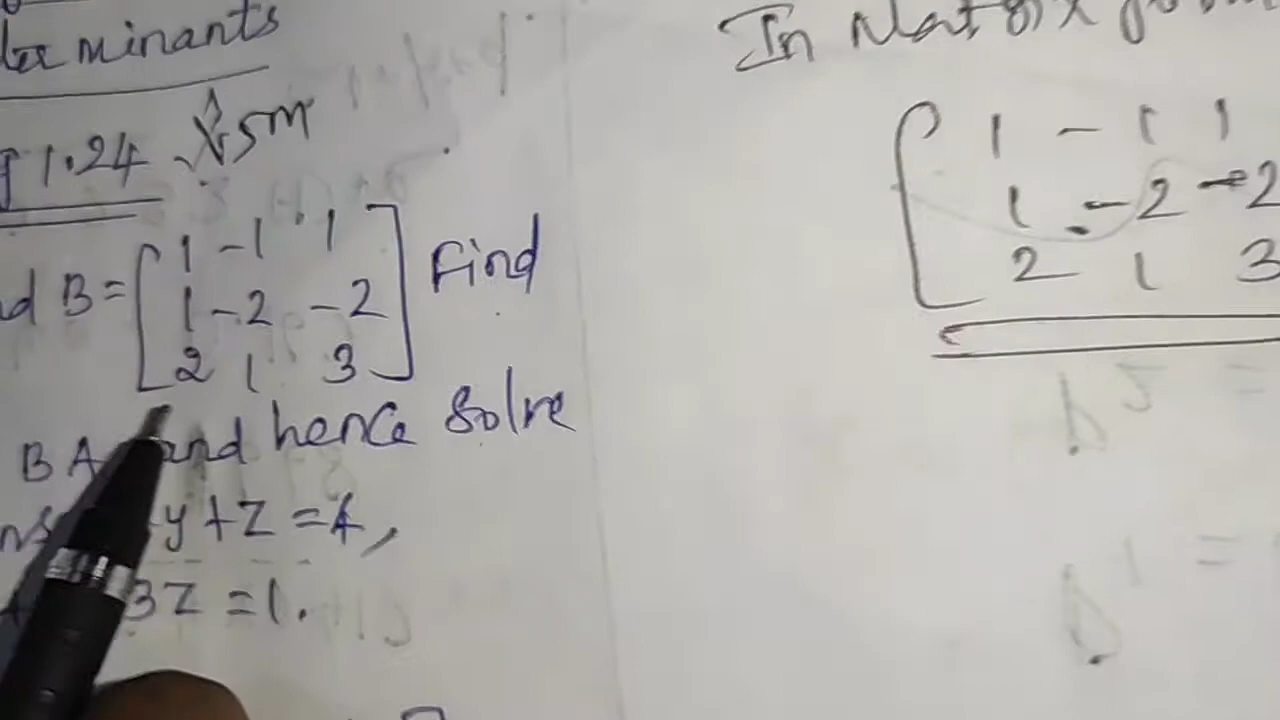 minants
1.24 5m
B = [ 1 -1 1
1 -2 -2
2 1 3 ] Find
BA and hence Solve
y + z = 4,
3z = 1.
In
[ 1 -1 1
1 -2 -2
2 1 3